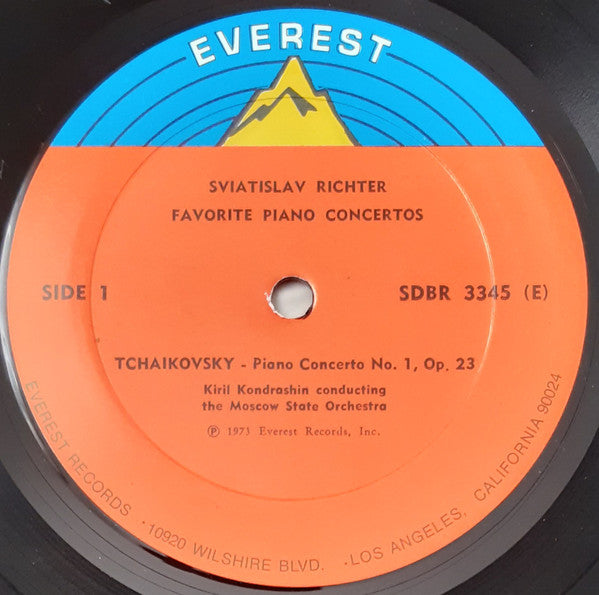 EVEREST
SVIATISLAV RICHTER
FAVORITE PIANO CONCERTOS
SIDE 1
SDBR 3345 (E)
TCHAIKOVSKY - Piano Concerto No. 1, Op. 23
Kiril Kondrashin conducting
the Moscow State Orchestra
℗ 1973 Everest Records, Inc.
EVEREST RECORDS ·10920 WILSHIRE BLVD. ·LOS ANGELES, CALIFORNIA 90024